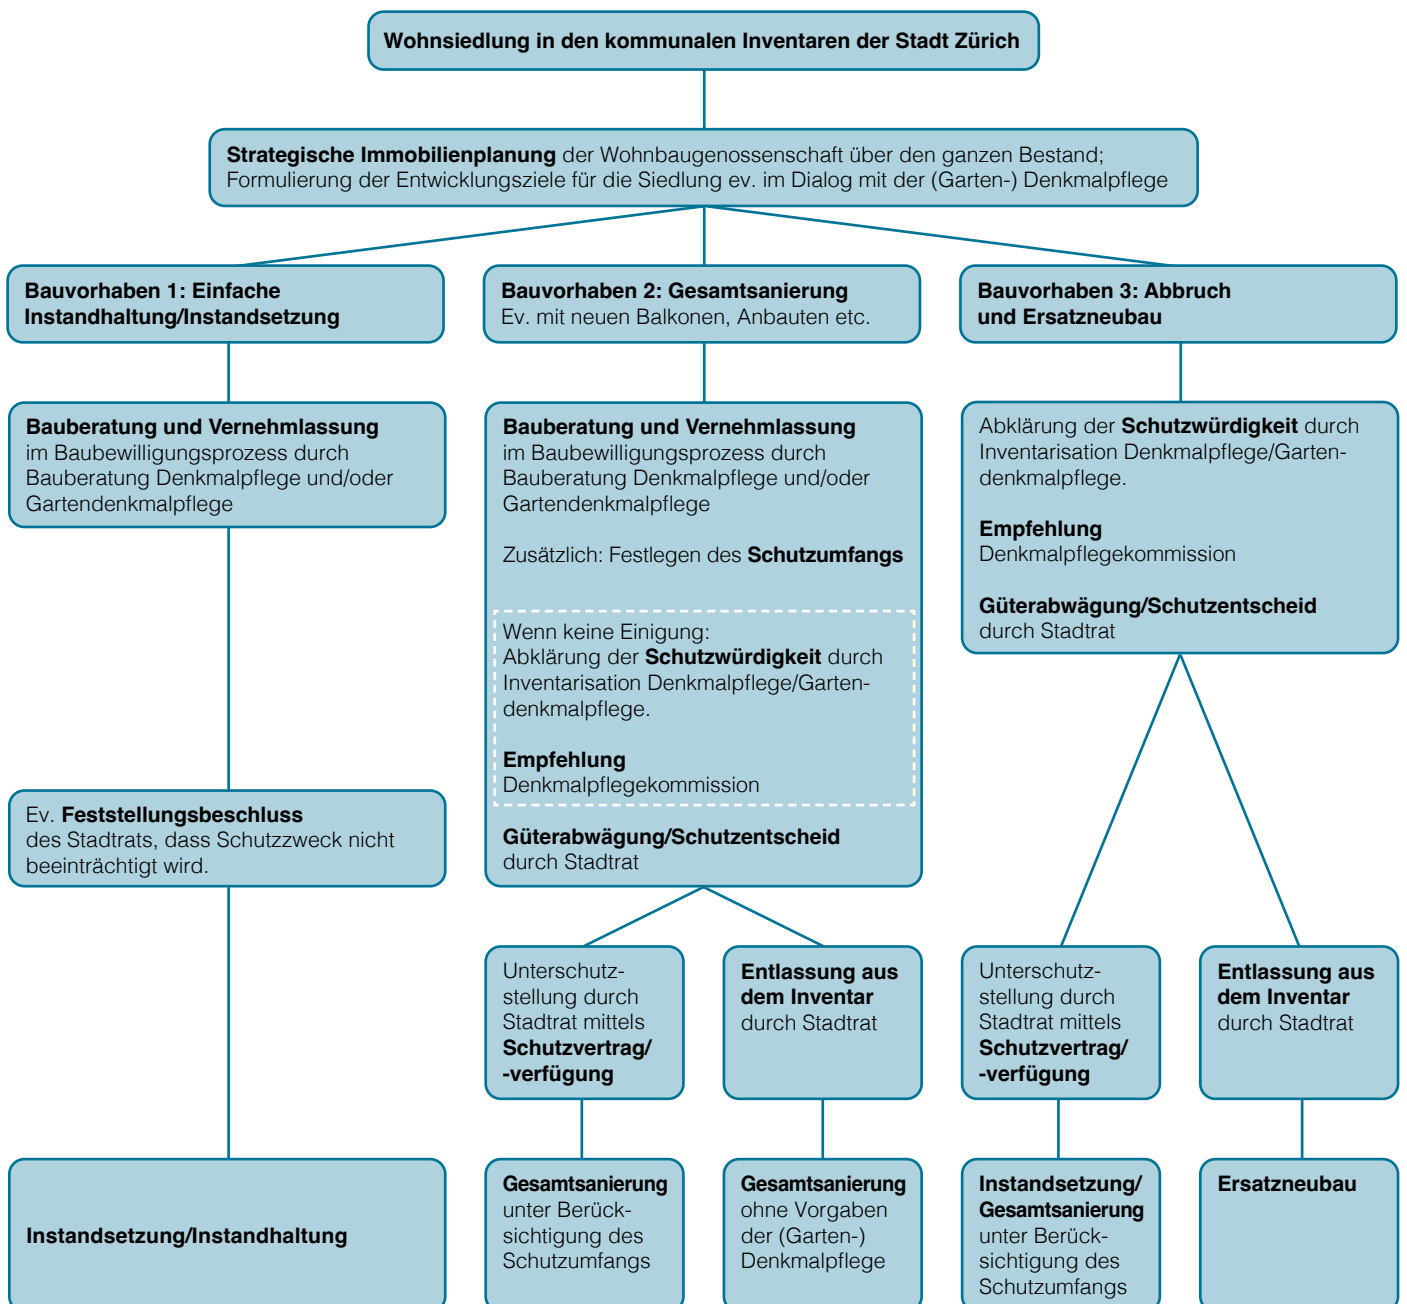 Wohnsiedlung in den kommunalen Inventaren der Stadt Zürich
Strategische Immobilienplanung der Wohnbaugenossenschaft über den ganzen Bestand;
Formulierung der Entwicklungsziele für die Siedlung ev. im Dialog mit der (Garten-) Denkmalpflege
Bauvorhaben 1: Einfache
Instandhaltung/Instandsetzung
Bauvorhaben 2: Gesamtsanierung
Ev. mit neuen Balkonen, Anbauten etc.
Bauvorhaben 3: Abbruch
und Ersatzneubau
Bauberatung und Vernehmlassung
im Baubewilligungsprozess durch
Bauberatung Denkmalpflege und/oder
Gartendenkmalpflege
Bauberatung und Vernehmlassung
im Baubewilligungsprozess durch
Bauberatung Denkmalpflege und/oder
Gartendenkmalpflege
Zusätzlich: Festlegen des Schutzumfangs
Wenn keine Einigung:
Abklärung der Schutzwürdigkeit durch
Inventarisation Denkmalpflege/Garten-
denkmalpflege.
Empfehlung
Denkmalpflegekommission
Güterabwägung/Schutzentscheid
durch Stadtrat
Abklärung der Schutzwürdigkeit durch
Inventarisation Denkmalpflege/Garten-
denkmalpflege.
Empfehlung
Denkmalpflegekommission
Güterabwägung/Schutzentscheid
durch Stadtrat
Ev. Feststellungsbeschluss
des Stadtrats, dass Schutzzweck nicht
beeinträchtigt wird.
Unterschutz-
stellung durch
Stadtrat mittels
Schutzvertrag/
-verfügung
Entlassung aus
dem Inventar
durch Stadtrat
Unterschutz-
stellung durch
Stadtrat mittels
Schutzvertrag/
-verfügung
Entlassung aus
dem Inventar
durch Stadtrat
Instandsetzung/Instandhaltung
Gesamtsanierung
unter Berück-
sichtigung des
Schutzumfangs
Gesamtsanierung
ohne Vorgaben
der (Garten-)
Denkmalpflege
Instandsetzung/
Gesamtsanierung
unter Berück-
sichtigung des
Schutzumfangs
Ersatzneubau